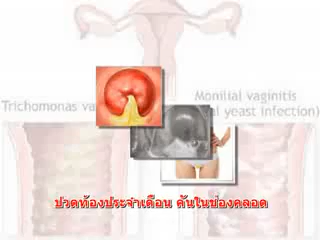 Monilial vaginitis
Trichomonas va
yeast infection)
ปวดท้องประจำเดือน คันในช่องคลอด